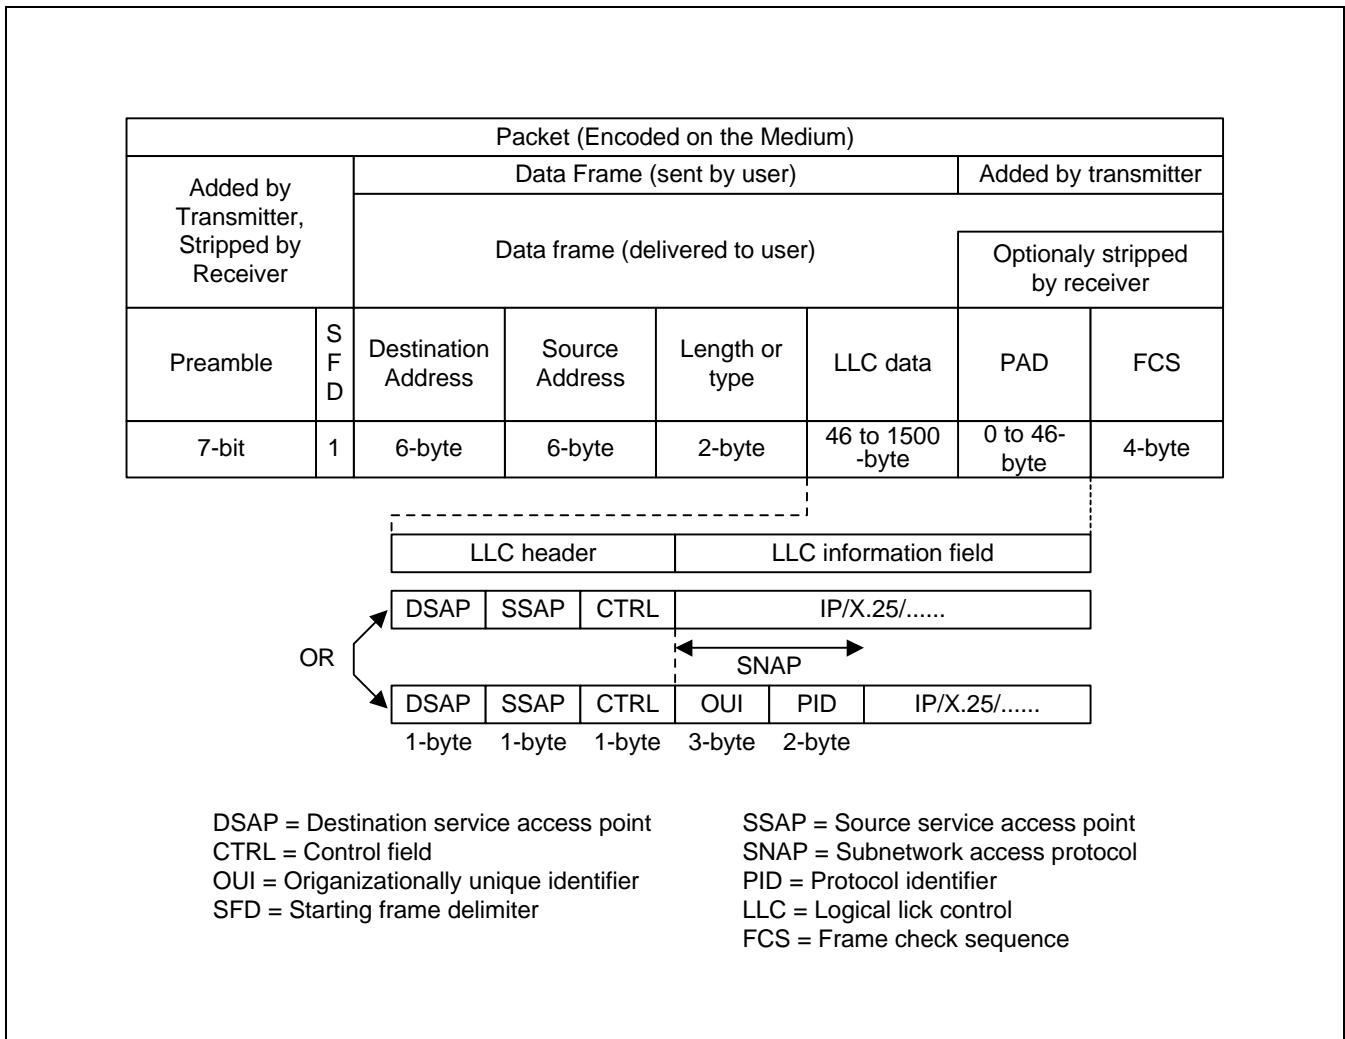 Packet (Encoded on the Medium)
Added by
Transmitter,
Stripped by
Receiver
Data Frame (sent by user)
Added by transmitter
Data frame (delivered to user)
Optionaly stripped
by receiver
Preamble
S
F
D
Destination
Address
Source
Address
Length or
type
LLC data
PAD
FCS
7-bit
1
6-byte
6-byte
2-byte
46 to 1500
-byte
0 to 46-
byte
4-byte
LLC header
LLC information field
DSAP
SSAP
CTRL
IP/X.25/......
OR
SNAP
DSAP
SSAP
CTRL
OUI
PID
IP/X.25/......
1-byte
1-byte
1-byte
3-byte
2-byte
DSAP = Destination service access point
CTRL = Control field
OUI = Origanizationally unique identifier
SFD = Starting frame delimiter
SSAP = Source service access point
SNAP = Subnetwork access protocol
PID = Protocol identifier
LLC = Logical lick control
FCS = Frame check sequence